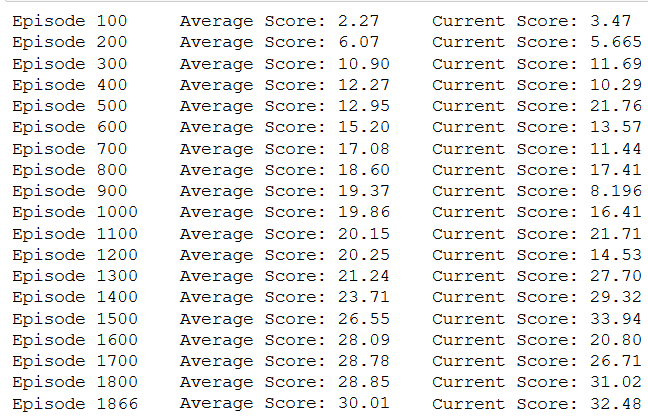 Episode 100 Average Score: 2.27 Current Score: 3.47
Episode 200 Average Score: 6.07 Current Score: 5.665
Episode 300 Average Score: 10.90 Current Score: 11.69
Episode 400 Average Score: 12.27 Current Score: 10.29
Episode 500 Average Score: 12.95 Current Score: 21.76
Episode 600 Average Score: 15.20 Current Score: 13.57
Episode 700 Average Score: 17.08 Current Score: 11.44
Episode 800 Average Score: 18.60 Current Score: 17.41
Episode 900 Average Score: 19.37 Current Score: 8.196
Episode 1000 Average Score: 19.86 Current Score: 16.41
Episode 1100 Average Score: 20.15 Current Score: 21.71
Episode 1200 Average Score: 20.25 Current Score: 14.53
Episode 1300 Average Score: 21.24 Current Score: 27.70
Episode 1400 Average Score: 23.71 Current Score: 29.32
Episode 1500 Average Score: 26.55 Current Score: 33.94
Episode 1600 Average Score: 28.09 Current Score: 20.80
Episode 1700 Average Score: 28.78 Current Score: 26.71
Episode 1800 Average Score: 28.85 Current Score: 31.02
Episode 1866 Average Score: 30.01 Current Score: 32.48